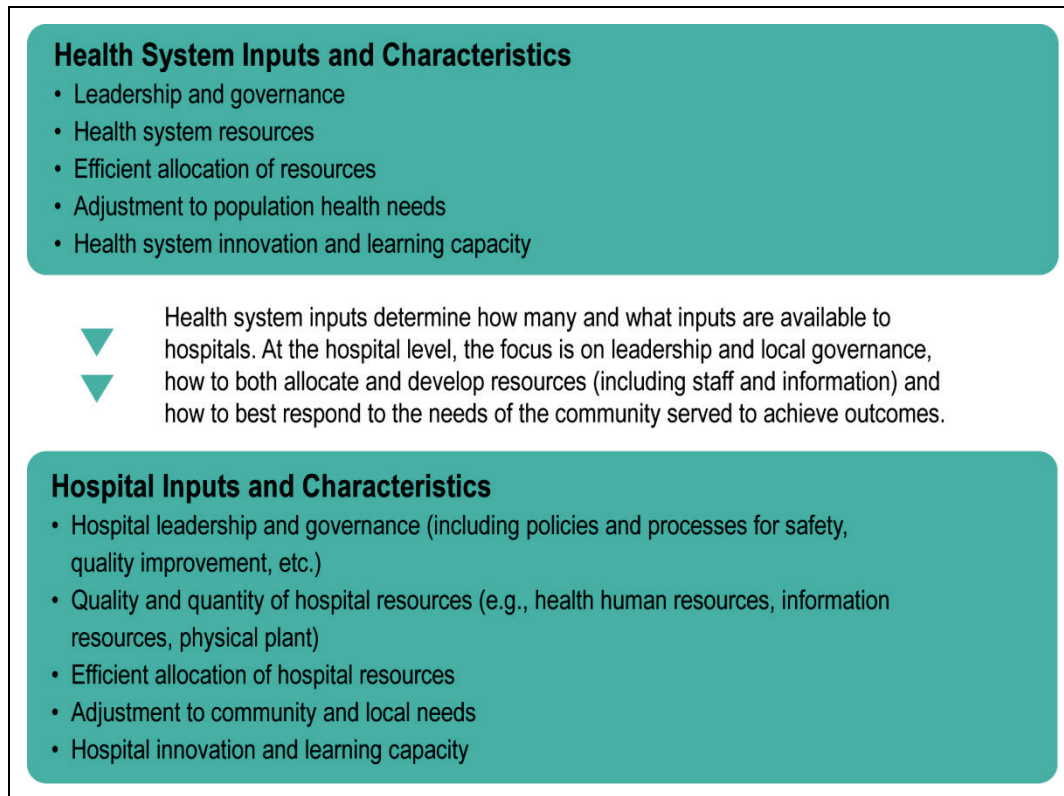 Health System Inputs and Characteristics
• Leadership and governance
• Health system resources
• Efficient allocation of resources
• Adjustment to population health needs
• Health system innovation and learning capacity
Health system inputs determine how many and what inputs are available to
hospitals. At the hospital level, the focus is on leadership and local governance,
how to both allocate and develop resources (including staff and information) and
how to best respond to the needs of the community served to achieve outcomes.
Hospital Inputs and Characteristics
• Hospital leadership and governance (including policies and processes for safety,
quality improvement, etc.)
• Quality and quantity of hospital resources (e.g., health human resources, information
resources, physical plant)
• Efficient allocation of hospital resources
• Adjustment to community and local needs
• Hospital innovation and learning capacity